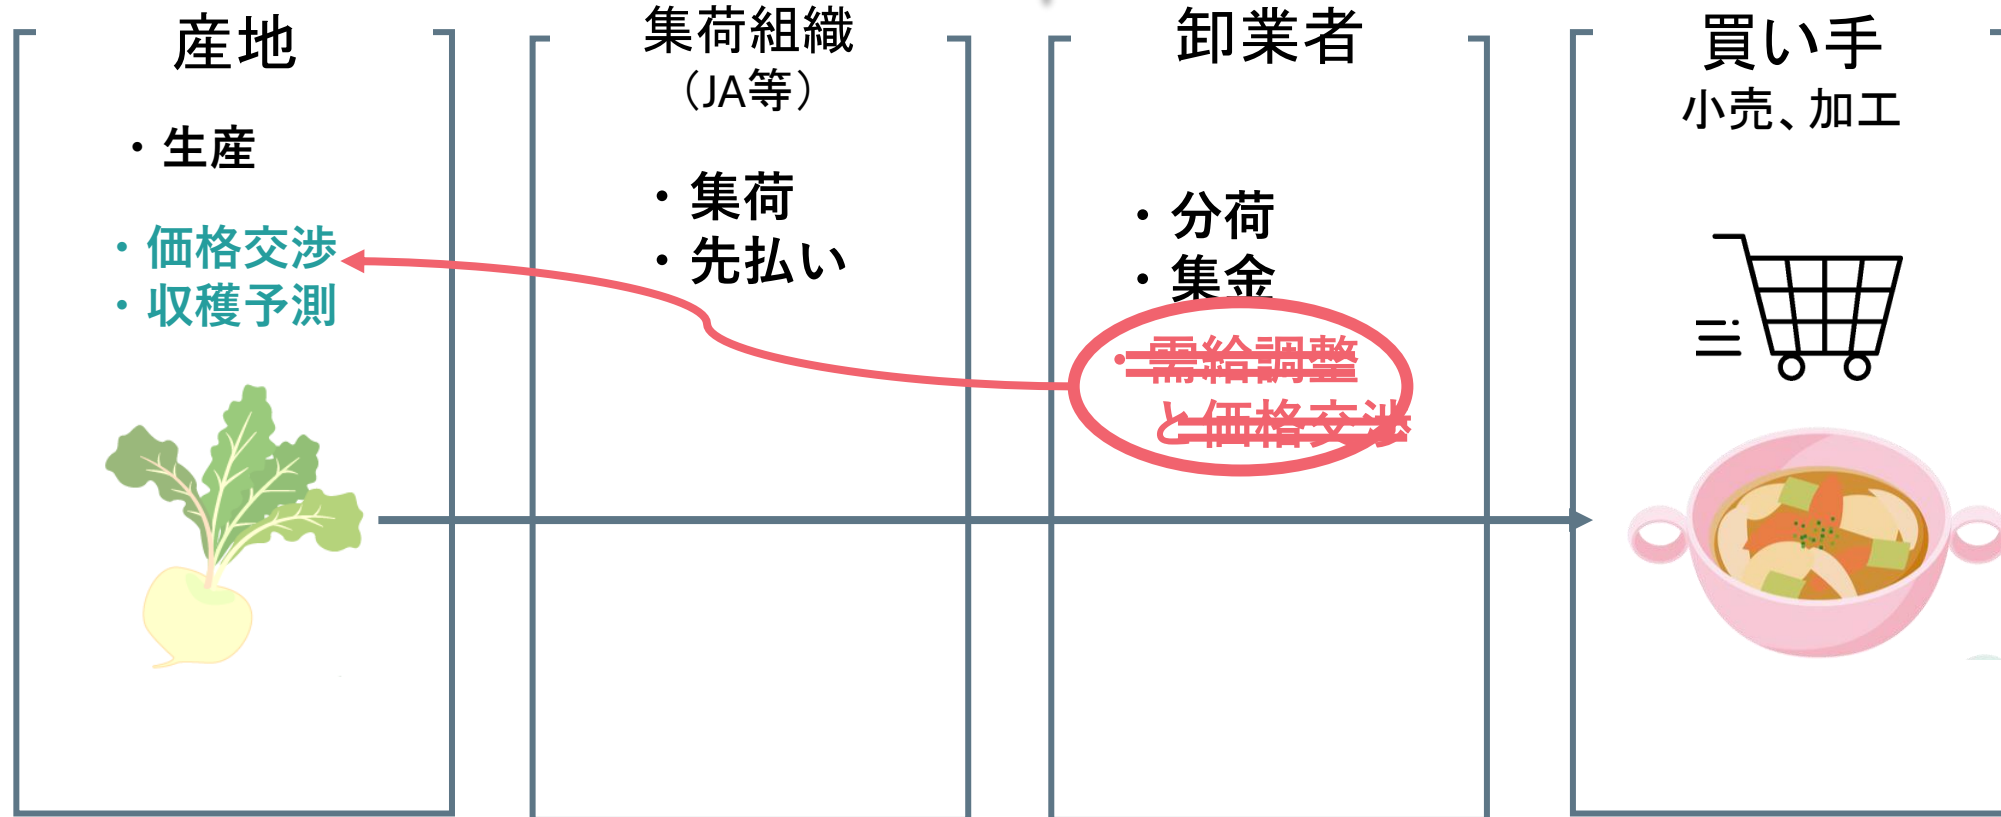 産地
・生産
・価格交渉
・収穫予測
集荷組織
（JA等）
・集荷
・先払い
卸業者
・分荷
・集金
・需給調整
と価格交渉
買い手
小売、加工